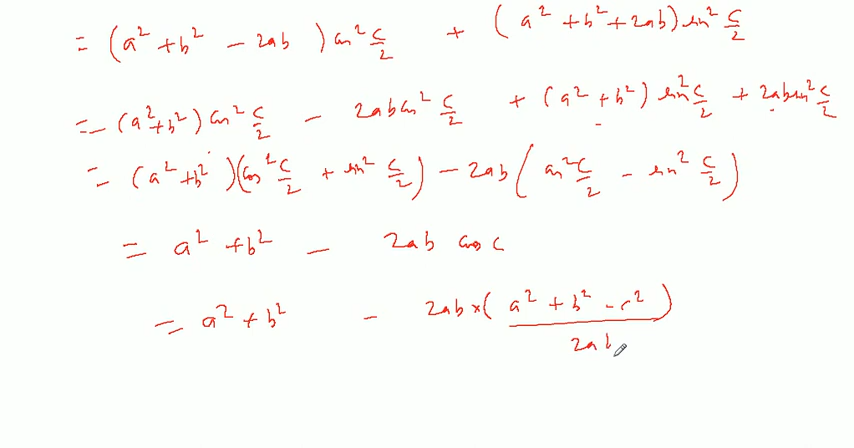 = (a² + b² - 2ab) cos² C/2 + (a² + b² + 2ab) sin² C/2
= (a² + b²) cos² C/2 - 2ab cos² C/2 + (a² + b²) sin² C/2 + 2ab sin² C/2
= (a² + b²)(cos² C/2 + sin² C/2) - 2ab (cos² C/2 - sin² C/2)
= a² + b² - 2ab cos C
= a² + b² - 2ab × (a² + b² - c²)/2ab